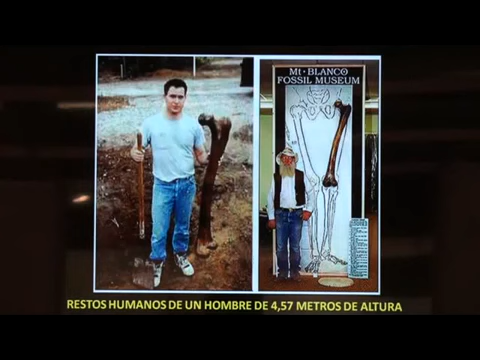 Mt • BLANCO
FOSSIL MUSEUM
RESTOS HUMANOS DE UN HOMBRE DE 4,57 METROS DE ALTURA